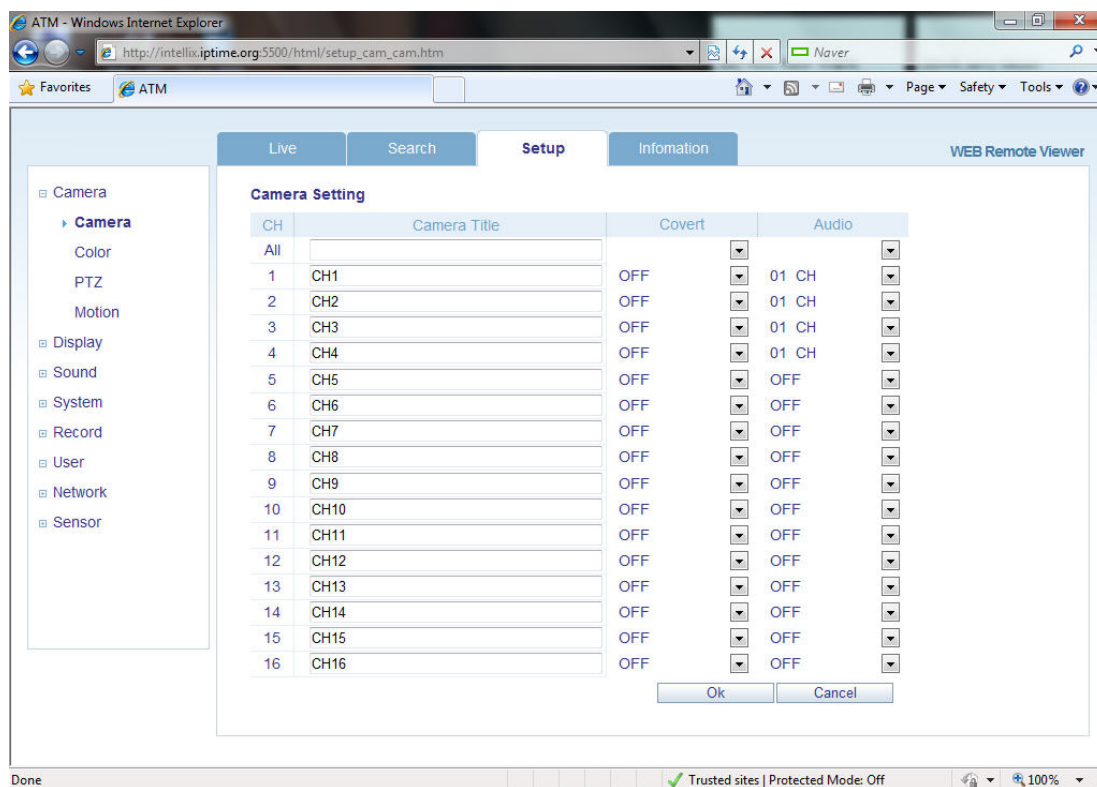 ATM - Windows Internet Explorer
http://intellix.iptime.org:5500/html/setup_cam_cam.htm
Naver
Favorites
ATM
Page
Safety
Tools
Live
Search
Setup
Infomation
WEB Remote Viewer
Camera
Camera
Color
PTZ
Motion
Display
Sound
System
Record
User
Network
Sensor
Camera Setting
CH Camera Title Covert Audio
All
1 CH1 OFF 01 CH
2 CH2 OFF 01 CH
3 CH3 OFF 01 CH
4 CH4 OFF 01 CH
5 CH5 OFF OFF
6 CH6 OFF OFF
7 CH7 OFF OFF
8 CH8 OFF OFF
9 CH9 OFF OFF
10 CH10 OFF OFF
11 CH11 OFF OFF
12 CH12 OFF OFF
13 CH13 OFF OFF
14 CH14 OFF OFF
15 CH15 OFF OFF
16 CH16 OFF OFF
Ok Cancel
Done
Trusted sites | Protected Mode: Off
100%